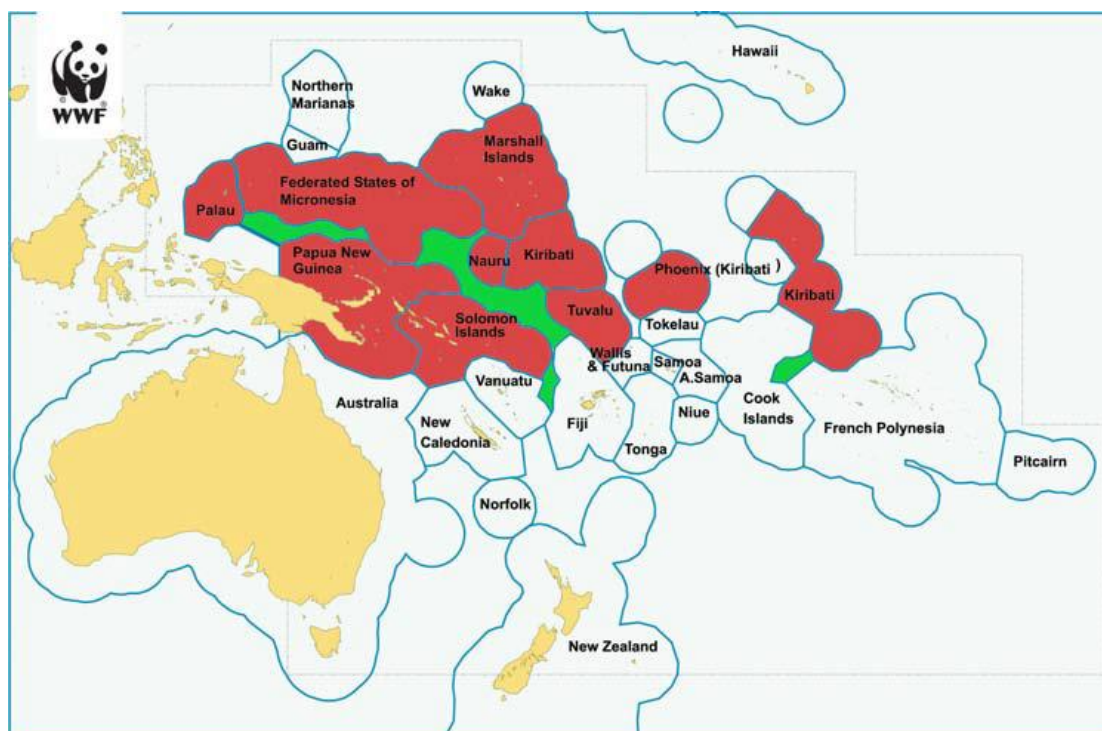 WWF
Hawaii
Northern
Marianas
Wake
Guam
Marshall
Islands
Federated States of
Micronesia
Palau
Papua New
Guinea
Nauru
Kiribati
Phoenix (Kiribati )
Kiribati
Solomon
Islands
Tuvalu
Tokelau
Wallis
& Futuna
Samoa
A.Samoa
Vanuatu
Australia
New
Caledonia
Fiji
Niue
Cook
Islands
French Polynesia
Tonga
Pitcairn
Norfolk
New Zealand